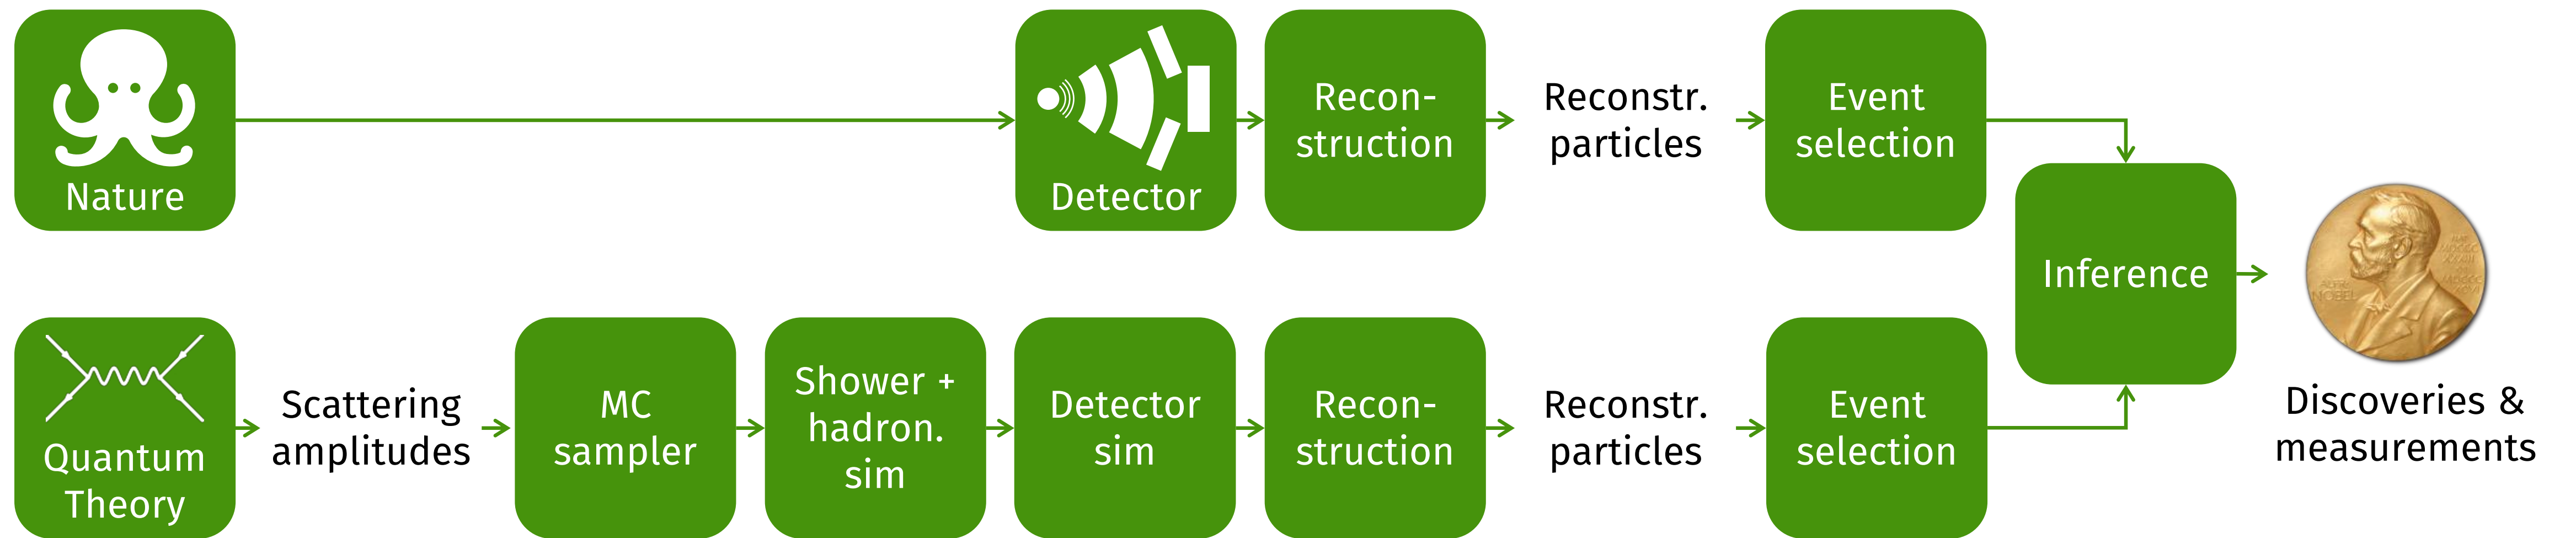 Nature
Detector
Recon-
struction
Reconstr.
particles
Event
selection
Inference
Discoveries &
measurements
Quantum
Theory
Scattering
amplitudes
MC
sampler
Shower +
hadron.
sim
Detector
sim
Recon-
struction
Reconstr.
particles
Event
selection